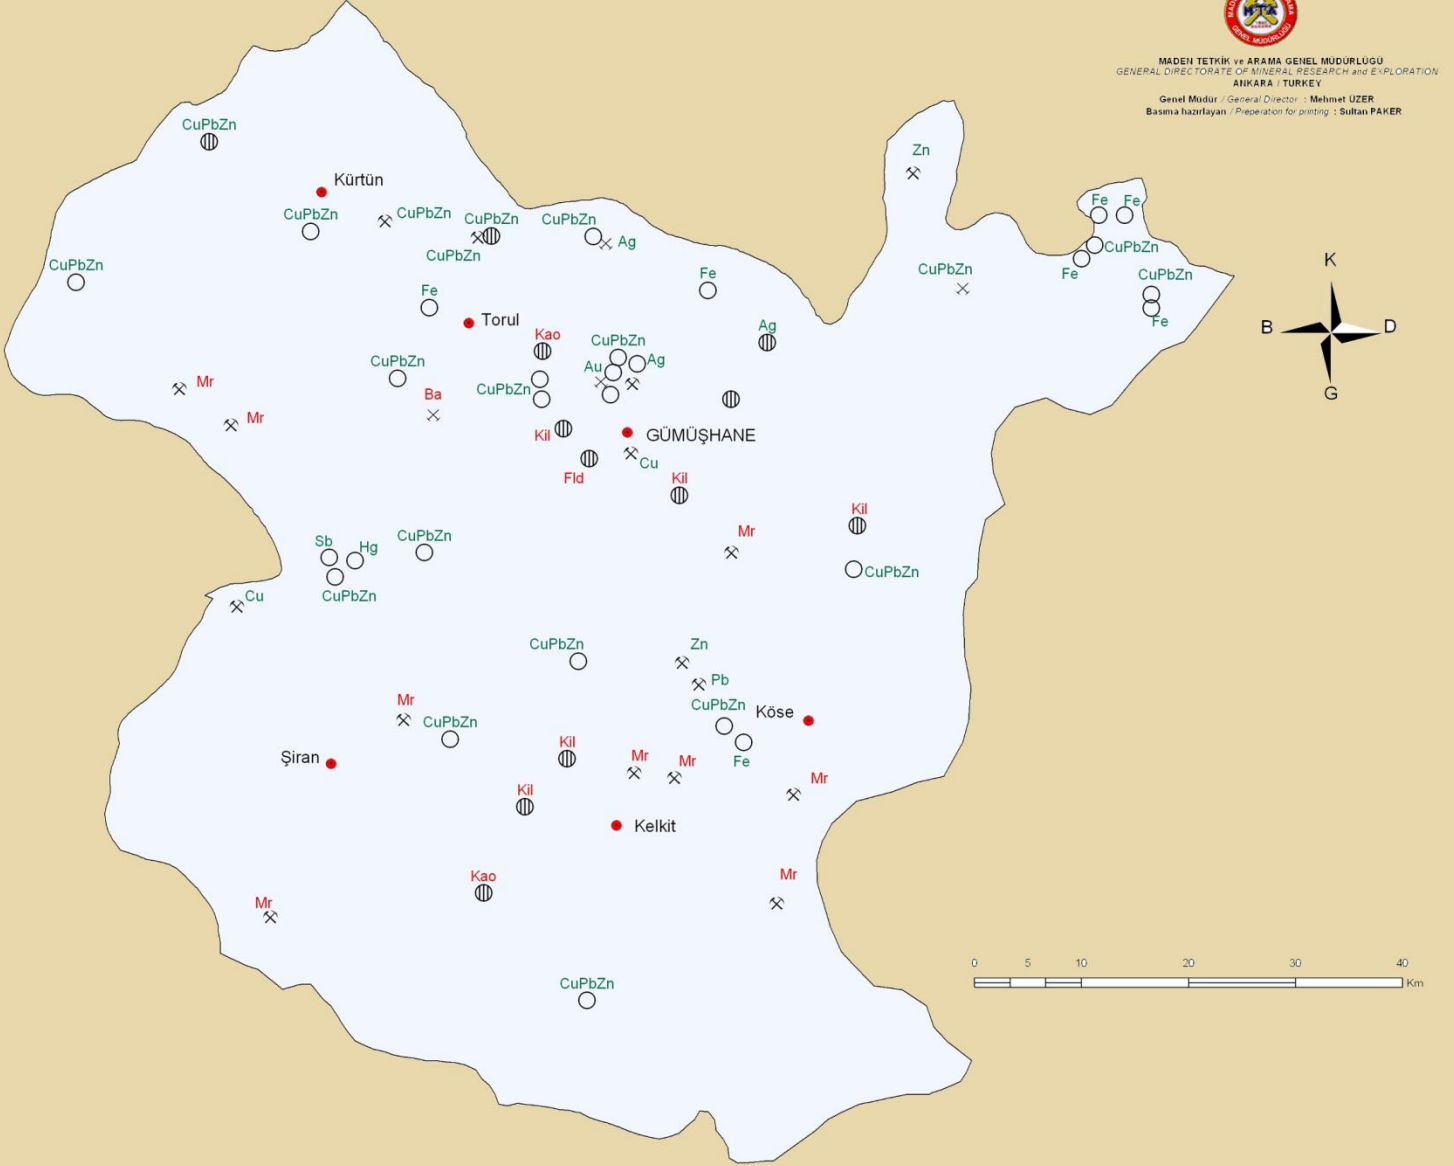 MTA
GENEL MÜDÜRLÜĞÜ
MADEN TETKİK ve ARAMA GENEL MÜDÜRLÜGÜ
GENERAL DIRECTORATE OF MINERAL RESEARCH and EXPLORATION
ANKARA / TURKEY
Genel Müdür / General Director : Mehmet ÜZER
Basıma hazırlayan / Preperation for printing : Sultan PAKER
CuPbZn
Zn
Kürtün
Fe Fe
CuPbZn CuPbZn CuPbZn CuPbZn
Ag
CuPbZn
CuPbZn
K
CuPbZn
CuPbZn
Fe
CuPbZn
Fe
Fe
Torul
Fe
Ag
B D
Kao
CuPbZn
CuPbZn
Ag
Au
Mr
CuPbZn
Ba
G
Mr
Kil
GÜMÜŞHANE
Cu
Fld
Kil
Kil
Mr
Sb
Hg
CuPbZn
CuPbZn
Cu
CuPbZn
CuPbZn
Zn
Pb
Mr
CuPbZn
Köse
CuPbZn
Kil
Şiran
Mr
Mr
Fe
Mr
Kil
Kelkit
Kao
Mr
Mr
0 5 10 20 30 40
Km
CuPbZn